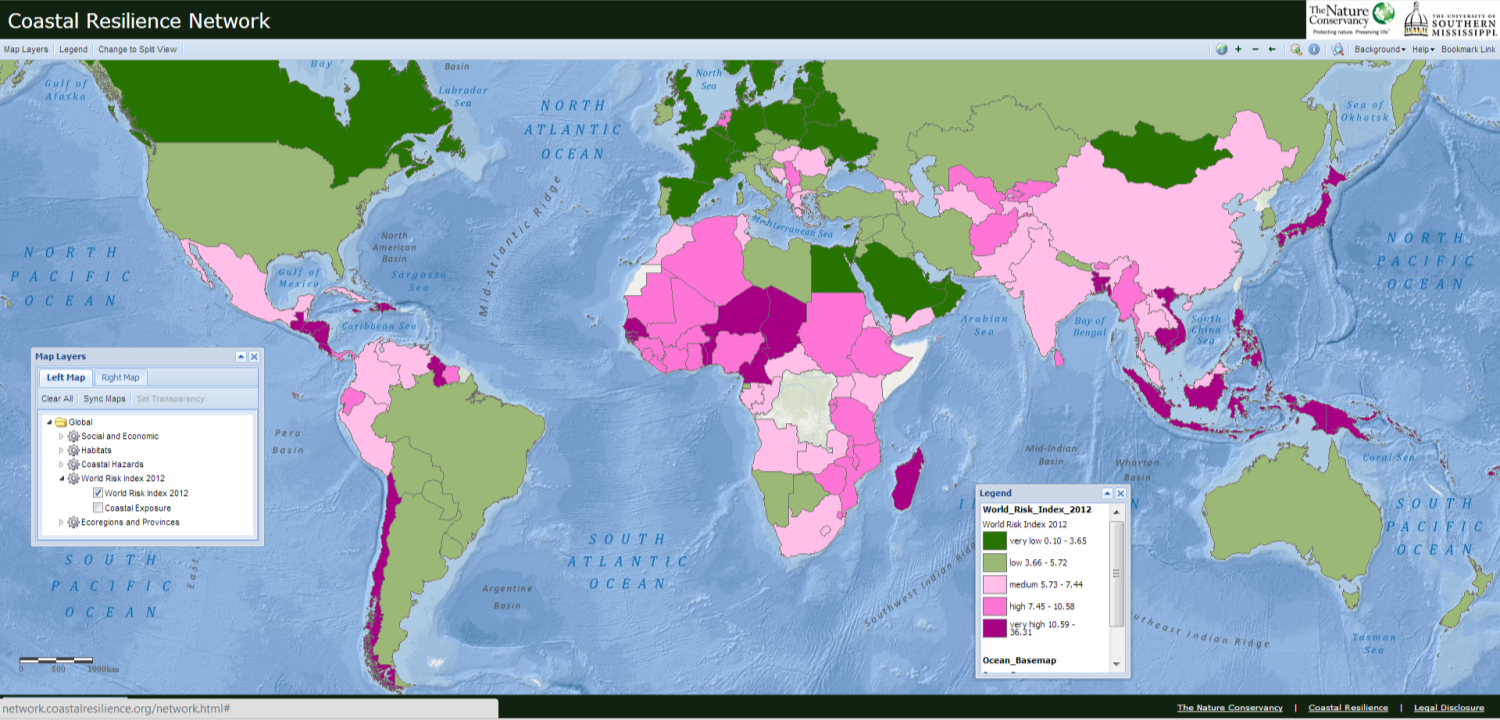 Coastal Resilience Network
The Nature
Conservancy
Protecting nature. Preserving life.
THE UNIVERSITY OF
SOUTHERN
MISSISSIPPI
Map Layers Legend Change to Split View
Background Help Bookmark Link
Bay
Basin
Gulf of
Alaska
Labrador
Sea
NORTH
ATLANTIC
OCEAN
North
Sea
Sea of
Okhotsk
Mid-Atlantic Ridge
Mediterranean Sea
NORTH
PACIFIC
OCEAN
North
American
Basin
Sargasso
Sea
Gulf of
Mexico
Caribbean Sea
NORTH
PACIFIC
OCEAN
Arabian
Sea
Bay of
Bengal
South
China
Sea
Map Layers
Left Map Right Map
Clear All Sync Maps Set Transparency
Global
Social and Economic
Habitats
Coastal Hazards
World Risk Index 2012
World Risk Index 2012
Coastal Exposure
Ecoregions and Provinces
Peru
Basin
Mid-Indian
Basin
Wharton
Basin
Coral Sea
SOUTH
PACIFIC
OCEAN
East
SOUTH
ATLANTIC
OCEAN
Argentine
Basin
Southwest Indian Ridge
I
N
Legend
World_Risk_Index_2012
World Risk Index 2012
very low 0.10 - 3.65
low 3.66 - 5.72
medium 5.73 - 7.44
high 7.45 - 10.58
very high 10.59 -
36.31
Ocean_Basemap
SOUTH
PACIFIC
OCEAN
utheast Indian Ridge
Tasman
Sea
0 500 1000km
network.coastalresilience.org/network.html#
The Nature Conservancy | Coastal Resilience | Legal Disclosure